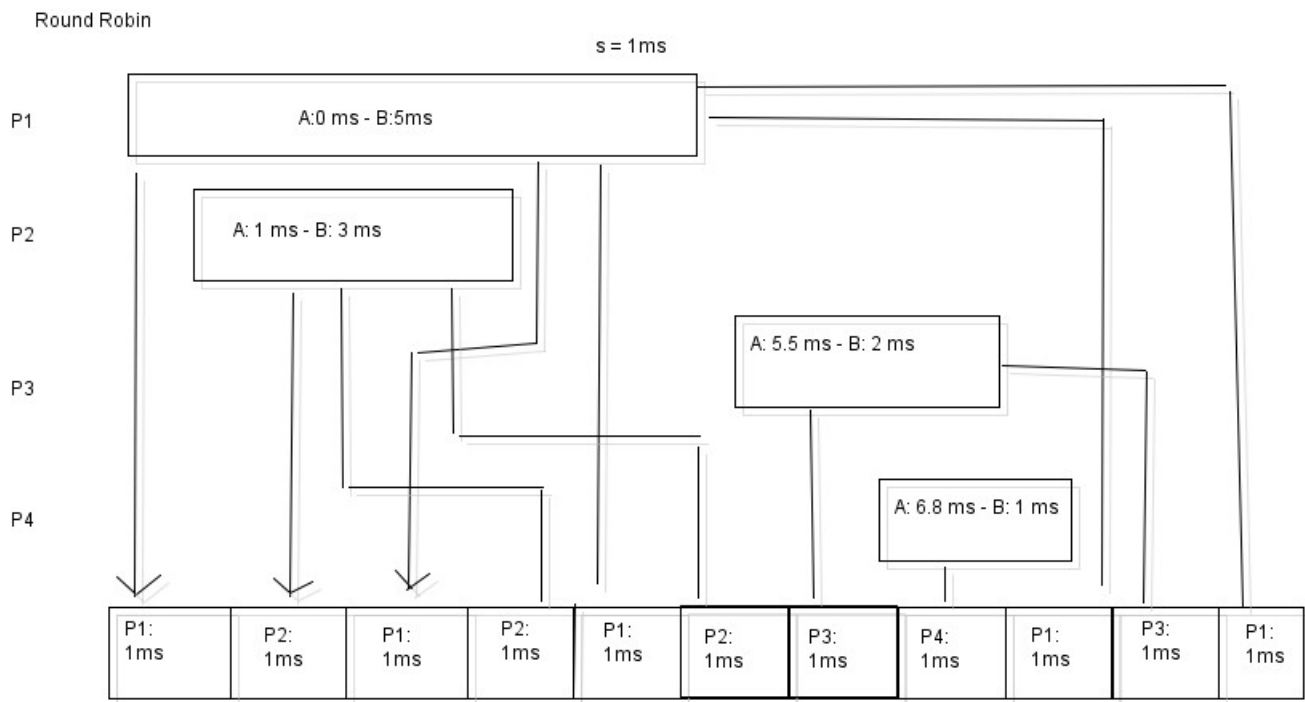 Round Robin
s = 1ms
P1
A:0 ms - B:5ms
P2
A: 1 ms - B: 3 ms
P3
A: 5.5 ms - B: 2 ms
P4
A: 6.8 ms - B: 1 ms
P1:
1ms
P2:
1ms
P1:
1ms
P2:
1ms
P1:
1ms
P2:
1ms
P3:
1ms
P4:
1ms
P1:
1ms
P3:
1ms
P1:
1ms